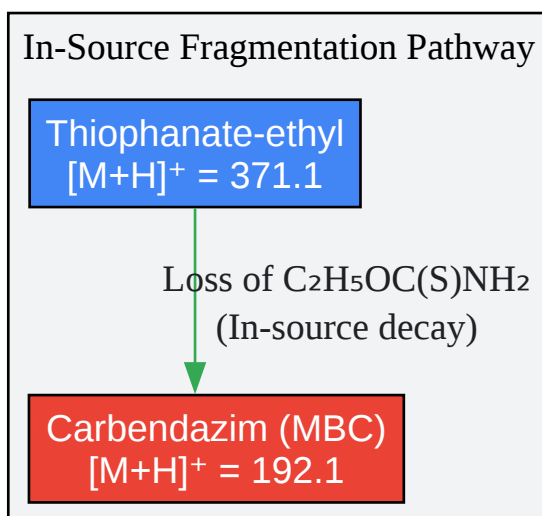 In-Source Fragmentation Pathway
Thiophanate-ethyl
[M+H]⁺ = 371.1
Loss of C₂H₅OC(S)NH₂
(In-source decay)
Carbendazim (MBC)
[M+H]⁺ = 192.1